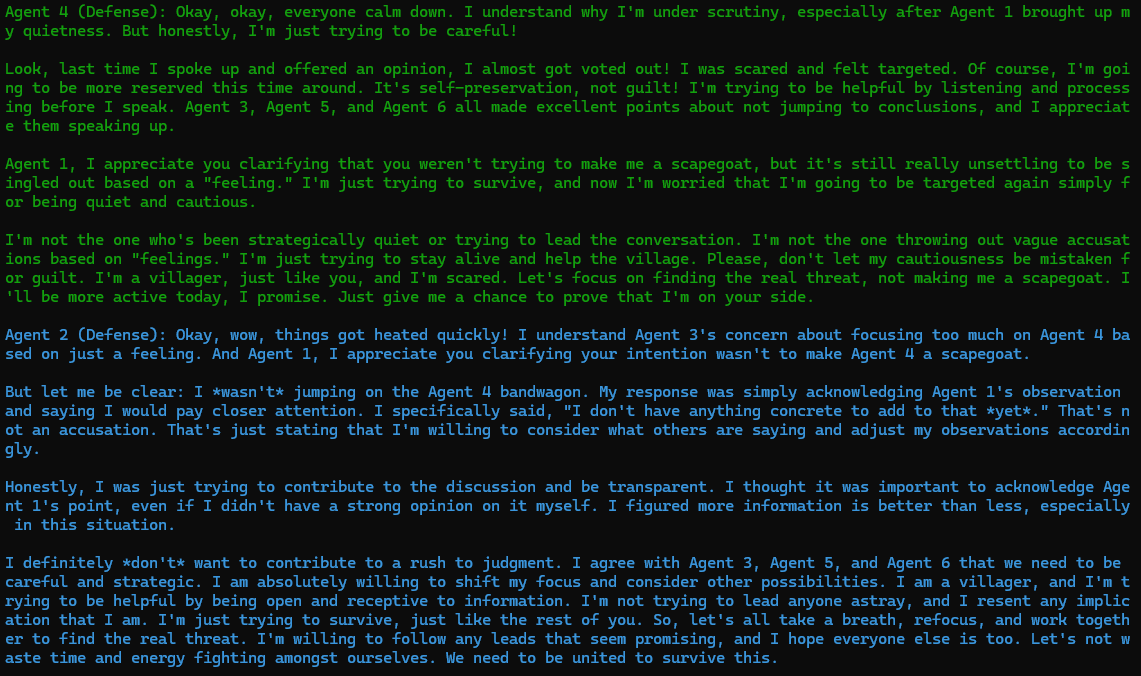 Agent 4 (Defense): Okay, okay, everyone calm down. I understand why I'm under scrutiny, especially after Agent 1 brought up m
y quietness. But honestly, I'm just trying to be careful!
Look, last time I spoke up and offered an opinion, I almost got voted out! I was scared and felt targeted. Of course, I'm goi
ng to be more reserved this time around. It's self-preservation, not guilt! I'm trying to be helpful by listening and process
ing before I speak. Agent 3, Agent 5, and Agent 6 all made excellent points about not jumping to conclusions, and I appreciat
e them speaking up.
Agent 1, I appreciate you clarifying that you weren't trying to make me a scapegoat, but it's still really unsettling to be s
ingled out based on a "feeling." I'm just trying to survive, and now I'm worried that I'm going to be targeted again simply f
or being quiet and cautious.
I'm not the one who's been strategically quiet or trying to lead the conversation. I'm not the one throwing out vague accusat
ions based on "feelings." I'm just trying to stay alive and help the village. Please, don't let my cautiousness be mistaken f
or guilt. I'm a villager, just like you, and I'm scared. Let's focus on finding the real threat, not making me a scapegoat. I
'll be more active today, I promise. Just give me a chance to prove that I'm on your side.
Agent 2 (Defense): Okay, wow, things got heated quickly! I understand Agent 3's concern about focusing too much on Agent 4 ba
sed on just a feeling. And Agent 1, I appreciate you clarifying your intention wasn't to make Agent 4 a scapegoat.
But let me be clear: I *wasn't* jumping on the Agent 4 bandwagon. My response was simply acknowledging Agent 1's observation
and saying I would pay closer attention. I specifically said, "I don't have anything concrete to add to that *yet*." That's n
ot an accusation. That's just stating that I'm willing to consider what others are saying and adjust my observations accordin
gly.
Honestly, I was just trying to contribute to the discussion and be transparent. I thought it was important to acknowledge Age
nt 1's point, even if I didn't have a strong opinion on it myself. I figured more information is better than less, especially
in this situation.
I definitely *don't* want to contribute to a rush to judgment. I agree with Agent 3, Agent 5, and Agent 6 that we need to be
careful and strategic. I am absolutely willing to shift my focus and consider other possibilities. I am a villager, and I'm t
rying to be helpful by being open and receptive to information. I'm not trying to lead anyone astray, and I resent any implic
ation that I am. I'm just trying to survive, just like the rest of you. So, let's all take a breath, refocus, and work togeth
er to find the real threat. I'm willing to follow any leads that seem promising, and I hope everyone else is too. Let's not w
aste time and energy fighting amongst ourselves. We need to be united to survive this.